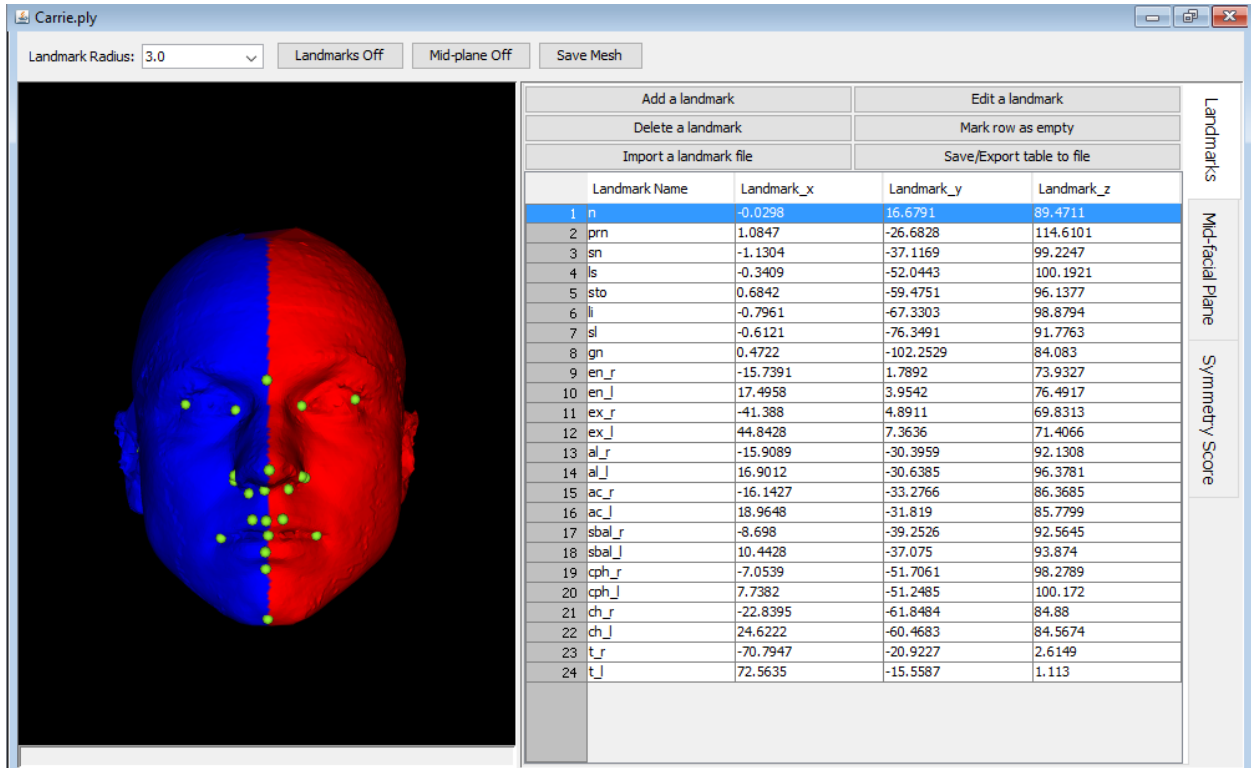 Carrie.ply
Landmark Radius: 3.0 Landmarks Off Mid-plane Off Save Mesh
Add a landmark Edit a landmark
Delete a landmark Mark row as empty
Import a landmark file Save/Export table to file
Landmark Name Landmark_x Landmark_y Landmark_z
1 n -0.0298 16.6791 89.4711
2 prn 1.0847 -26.6828 114.6101
3 sn -1.1304 -37.1169 99.2247
4 ls -0.3409 -52.0443 100.1921
5 sto 0.6842 -59.4751 96.1377
6 li -0.7961 -67.3303 98.8794
7 sl -0.6121 -76.3491 91.7763
8 gn 0.4722 -102.2529 84.083
9 en_r -15.7391 1.7892 73.9327
10 en_l 17.4958 3.9542 76.4917
11 ex_r -41.388 4.8911 69.8313
12 ex_l 44.8428 7.3636 71.4066
13 al_r -15.9089 -30.3959 92.1308
14 al_l 16.9012 -30.6385 96.3781
15 ac_r -16.1427 -33.2766 86.3685
16 ac_l 18.9648 -31.819 85.7799
17 sbal_r -8.698 -39.2526 92.5645
18 sbal_l 10.4428 -37.075 93.874
19 cph_r -7.0539 -51.7061 98.2789
20 cph_l 7.7382 -51.2485 100.172
21 ch_r -22.8395 -61.8484 84.88
22 ch_l 24.6222 -60.4683 84.5674
23 t_r -70.7947 -20.9227 2.6149
24 t_l 72.5635 -15.5587 1.113
Landmarks
Mid-facial Plane
Symmetry Score